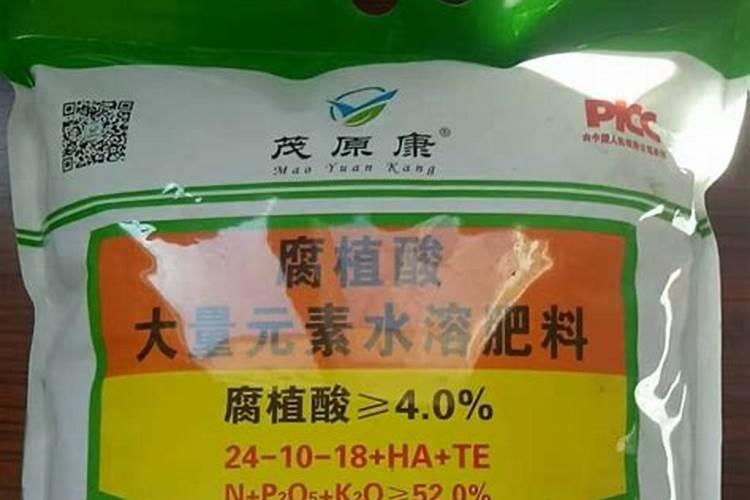 茂原康®
Mao Yuan Kang
PICC
腐植酸
大量元素水溶肥料
腐植酸≥4.0%
24-10-18+HA+TE
N+P₂O₅+K₂O≥52.0%